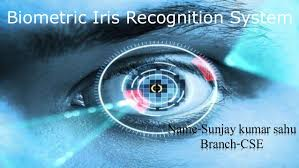 Biometric Iris Recognition System
Name-Sunjay kumar sahu
Branch-CSE